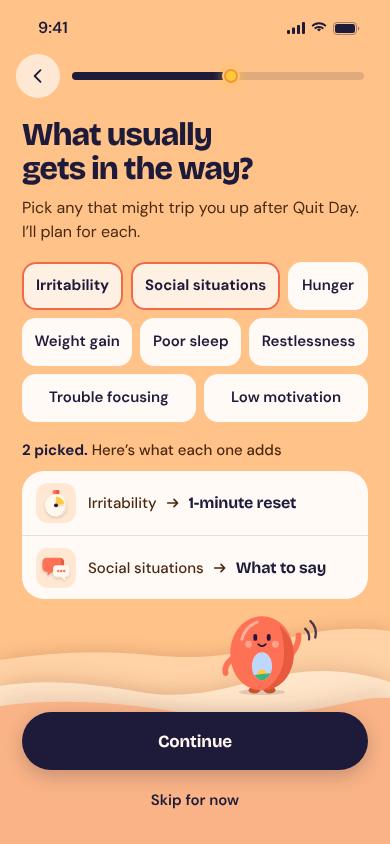 9:41
What usually
gets in the way?
Pick any that might trip you up after Quit Day.
I’ll plan for each.
Irritability
Social situations
Hunger
Weight gain
Poor sleep
Restlessness
Trouble focusing
Low motivation
2 picked. Here’s what each one adds
Irritability → 1-minute reset
Social situations → What to say
Continue
Skip for now